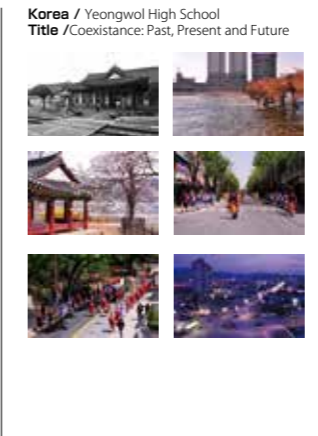 Korea / Yeongwol High School
Title /Coexistance: Past, Present and Future